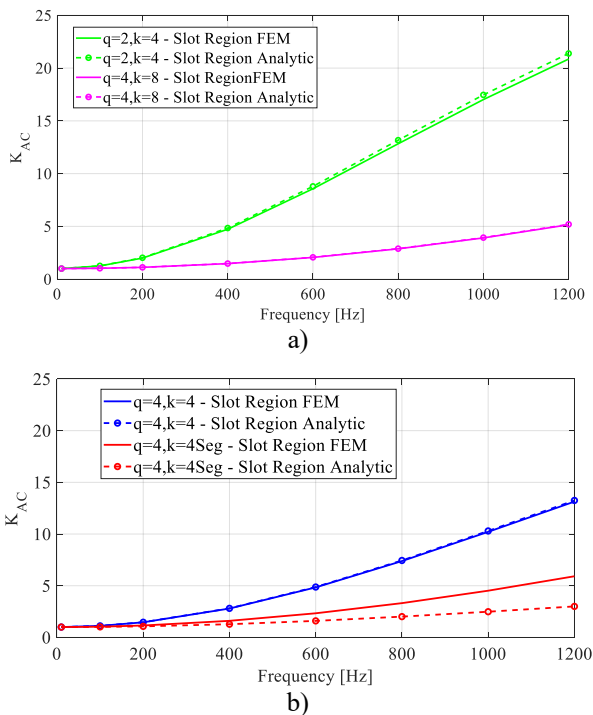 25
20
15
10
5
0
K_AC
q=2,k=4 - Slot Region FEM
q=2,k=4 - Slot Region Analytic
q=4,k=8 - Slot RegionFEM
q=4,k=8 - Slot Region Analytic
0 200 400 600 800 1000 1200
Frequency [Hz]
a)
25
20
15
10
5
0
K_AC
q=4,k=4 - Slot Region FEM
q=4,k=4 - Slot Region Analytic
q=4,k=4Seg - Slot Region FEM
q=4,k=4Seg - Slot Region Analytic
0 200 400 600 800 1000 1200
Frequency [Hz]
b)